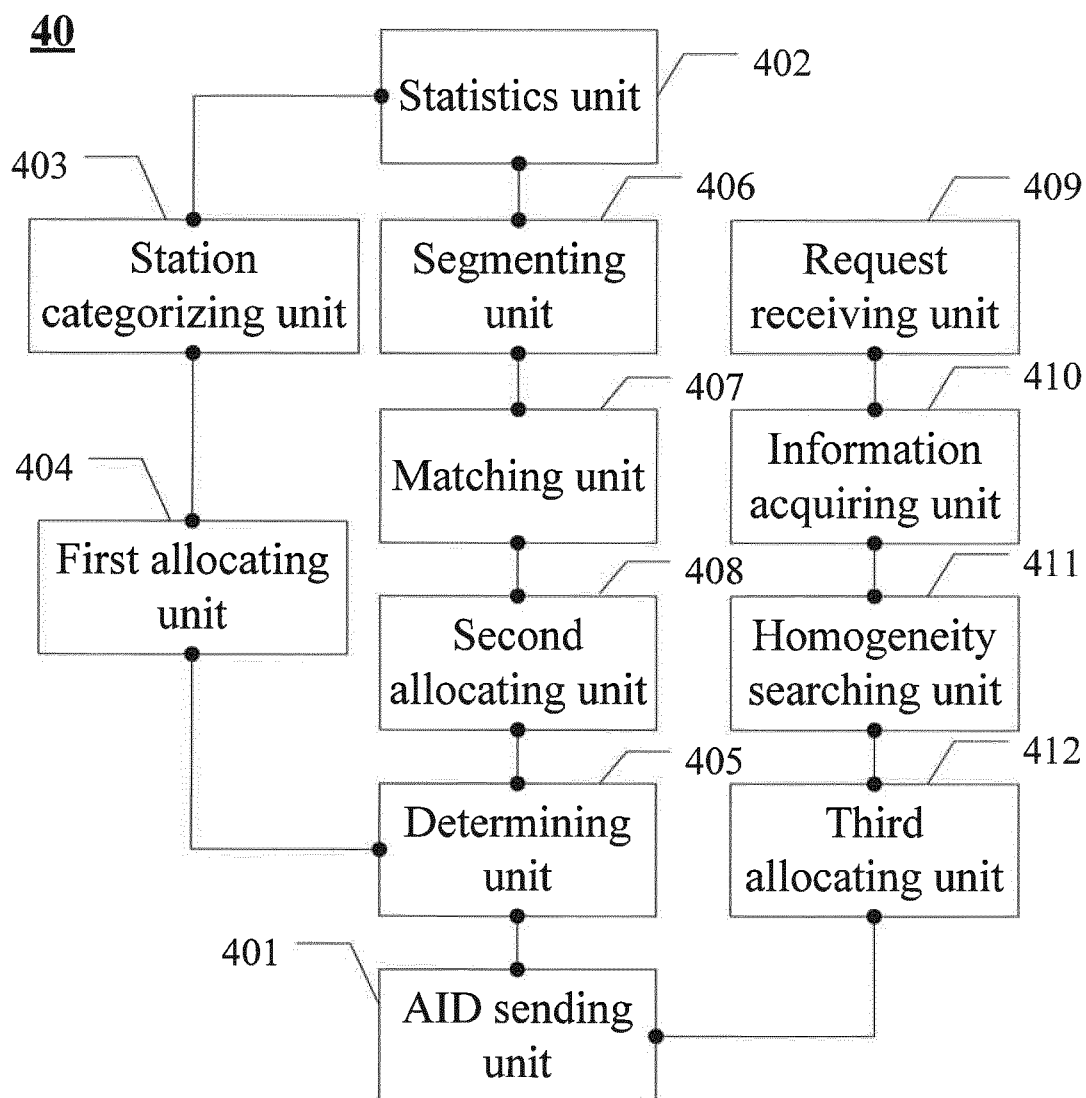 40
402
Statistics unit
403
406
409
Station
categorizing unit
Segmenting
unit
Request
receiving unit
407
410
404
Matching unit
Information
acquiring unit
First allocating
unit
408
411
Second
allocating unit
Homogeneity
searching unit
405
412
Determining
unit
Third
allocating unit
401
AID sending
unit